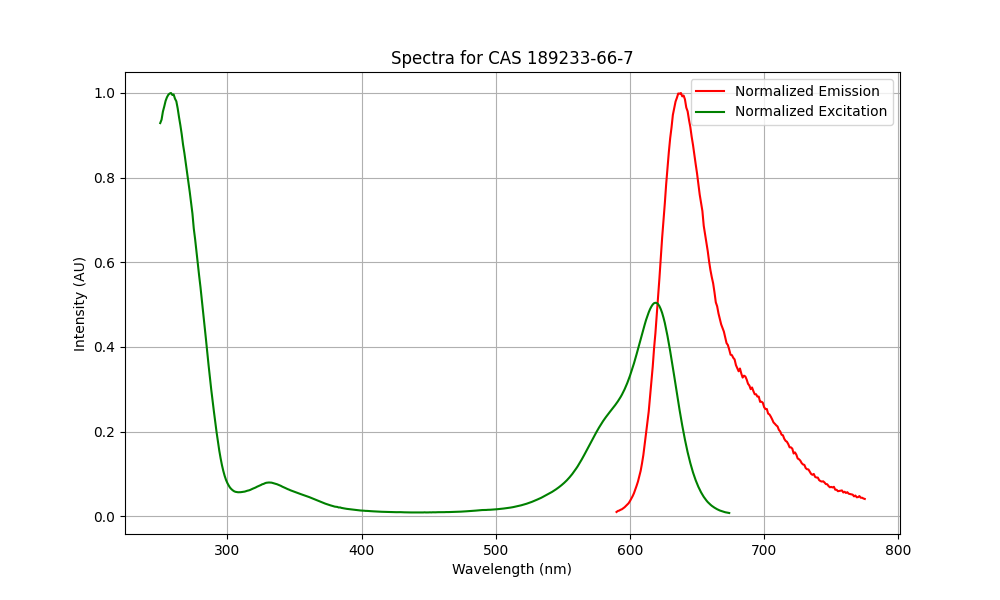 Spectra for CAS 189233-66-7
Normalized Emission
Normalized Excitation
1.0
0.8
0.6
0.4
0.2
0.0
Intensity (AU)
300 400 500 600 700 800
Wavelength (nm)